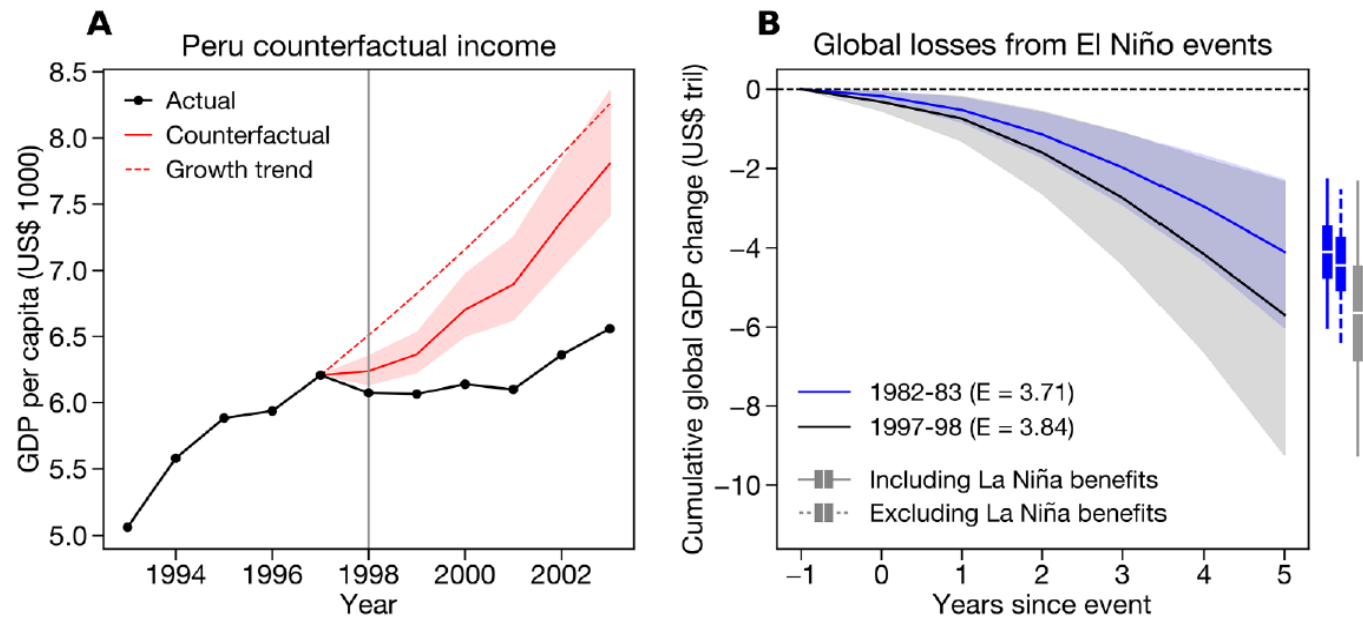 A
Peru counterfactual income
GDP per capita (US$ 1000)
8.5
8.0
7.5
7.0
6.5
6.0
5.5
5.0
Actual
Counterfactual
Growth trend
1994 1996 1998 2000 2002
Year
B
Global losses from El Niño events
Cumulative global GDP change (US$ tril)
0
−2
−4
−6
−8
−10
1982-83 (E = 3.71)
1997-98 (E = 3.84)
Including La Niña benefits
Excluding La Niña benefits
−1 0 1 2 3 4 5
Years since event